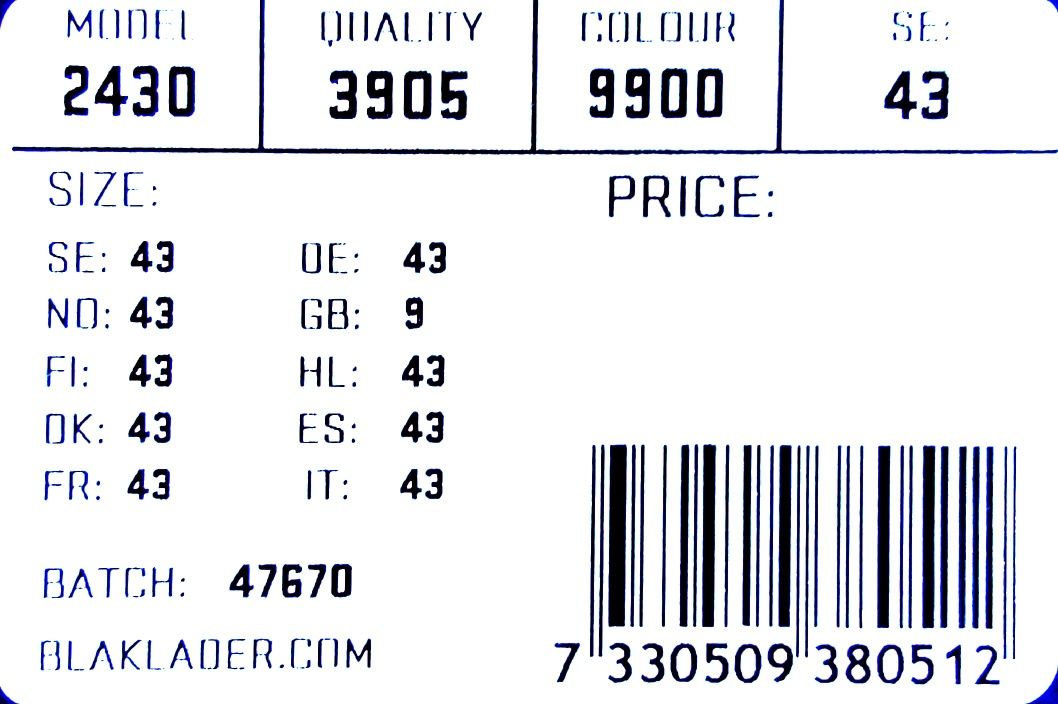 MODEL QUALITY COLOUR SE:
2430 3905 9900 43
SIZE: PRICE:
SE: 43 DE: 43
NO: 43 GB: 9
FI: 43 HL: 43
DK: 43 ES: 43
FR: 43 IT: 43
BATCH: 47670
BLAKLADER.COM
7 330509 380512